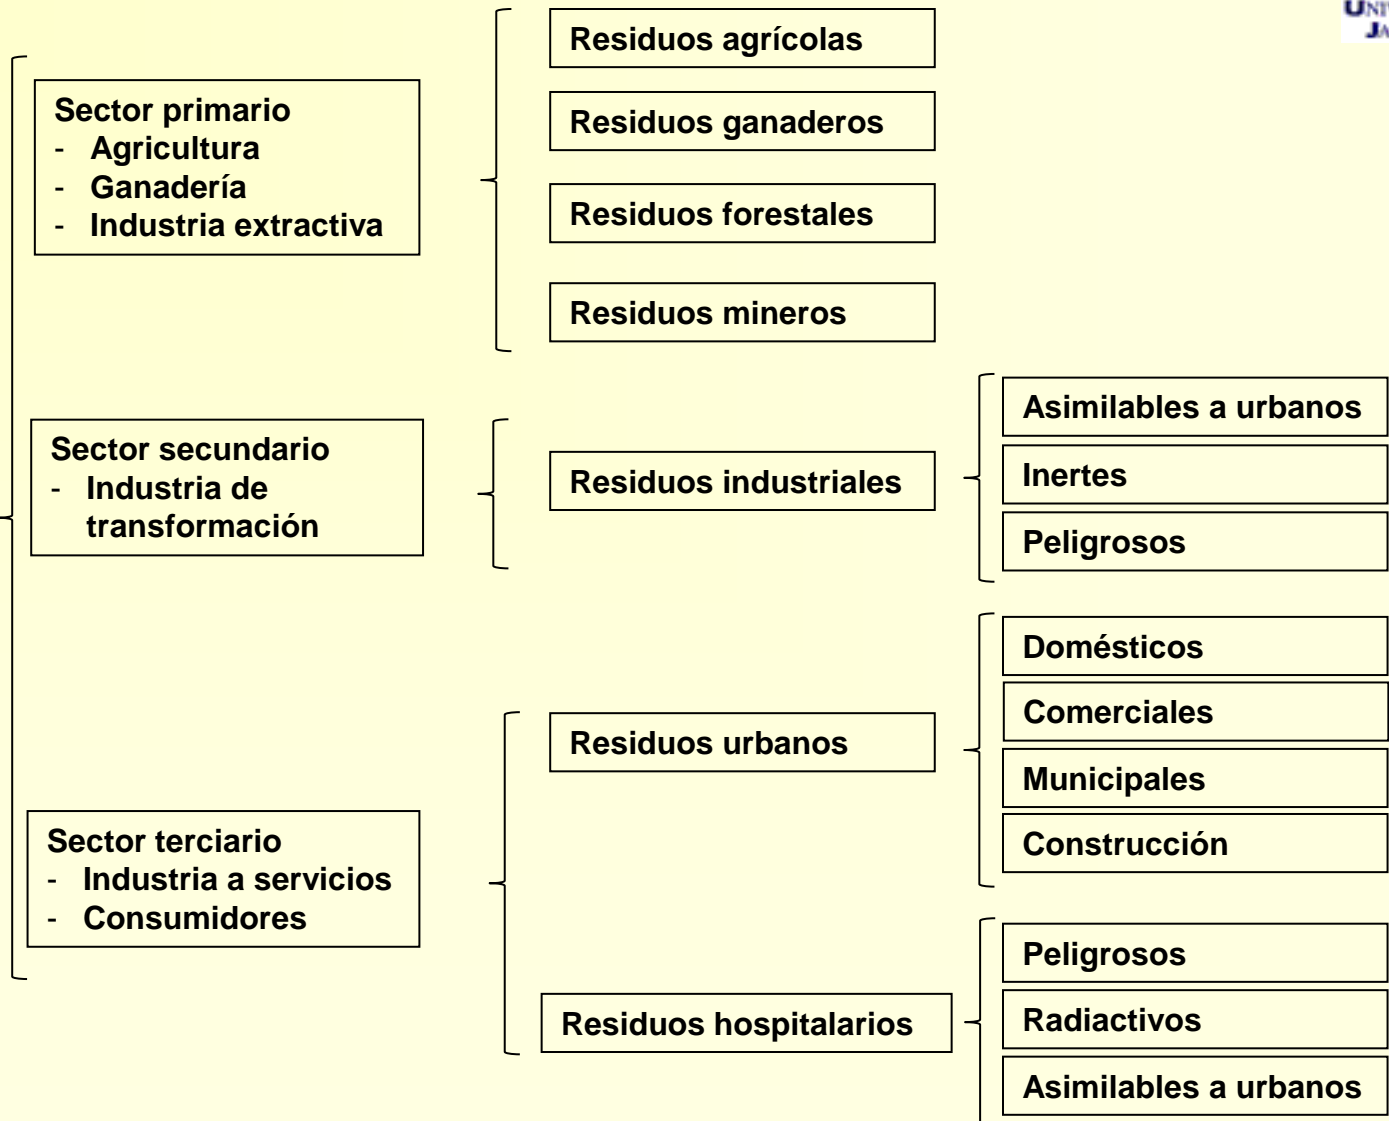 Residuos agrícolas
Sector primario
- Agricultura
- Ganadería
- Industria extractiva
Residuos ganaderos
Residuos forestales
Residuos mineros
Sector secundario
- Industria de
transformación
Residuos industriales
Asimilables a urbanos
Inertes
Peligrosos
Sector terciario
- Industria a servicios
- Consumidores
Residuos urbanos
Domésticos
Comerciales
Municipales
Construcción
Residuos hospitalarios
Peligrosos
Radiactivos
Asimilables a urbanos